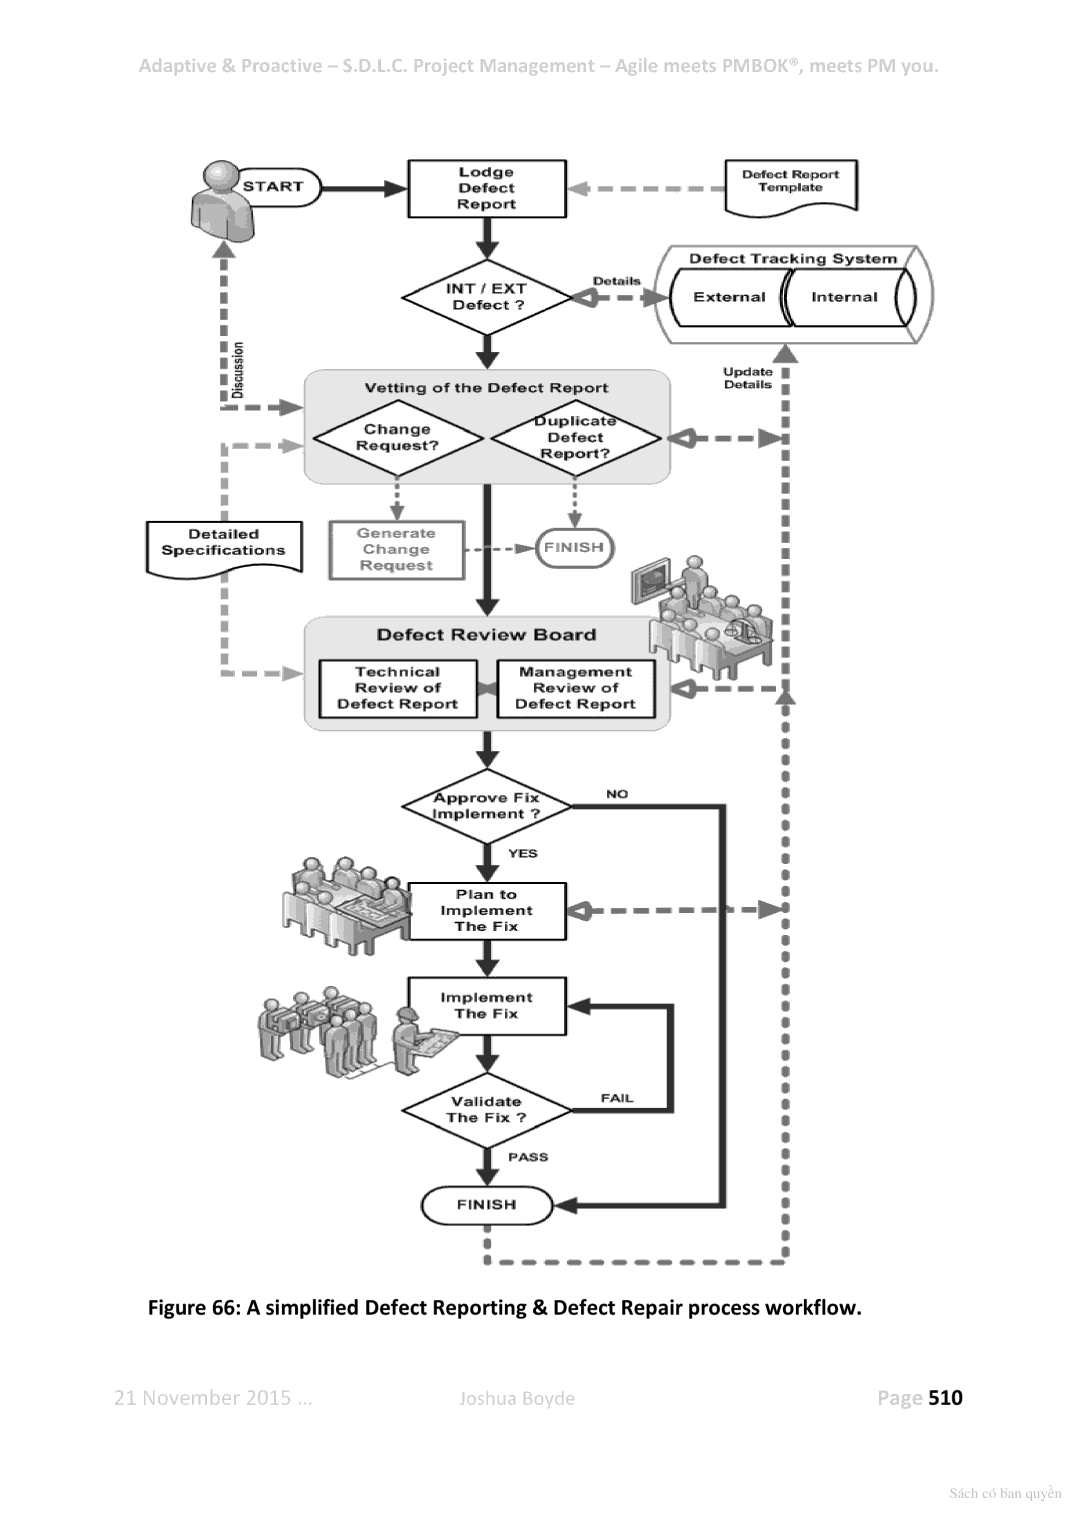 Adaptive & Proactive – S.D.L.C. Project Management – Agile meets PMBOK®, meets PM you.
START
Lodge
Defect
Report
Defect Report
Template
INT / EXT
Defect ?
Details
Defect Tracking System
External
Internal
Discussion
Update
Details
Vetting of the Defect Report
Change
Request?
Duplicate
Defect
Report?
Detailed
Specifications
Generate
Change
Request
FINISH
Defect Review Board
Technical
Review of
Defect Report
Management
Review of
Defect Report
Approve Fix
Implement ?
NO
YES
Plan to
Implement
The Fix
Implement
The Fix
Validate
The Fix ?
FAIL
PASS
FINISH
Figure 66: A simplified Defect Reporting & Defect Repair process workflow.
21 November 2015 ...
Joshua Boyde
Page 510
Sách có bản quyền